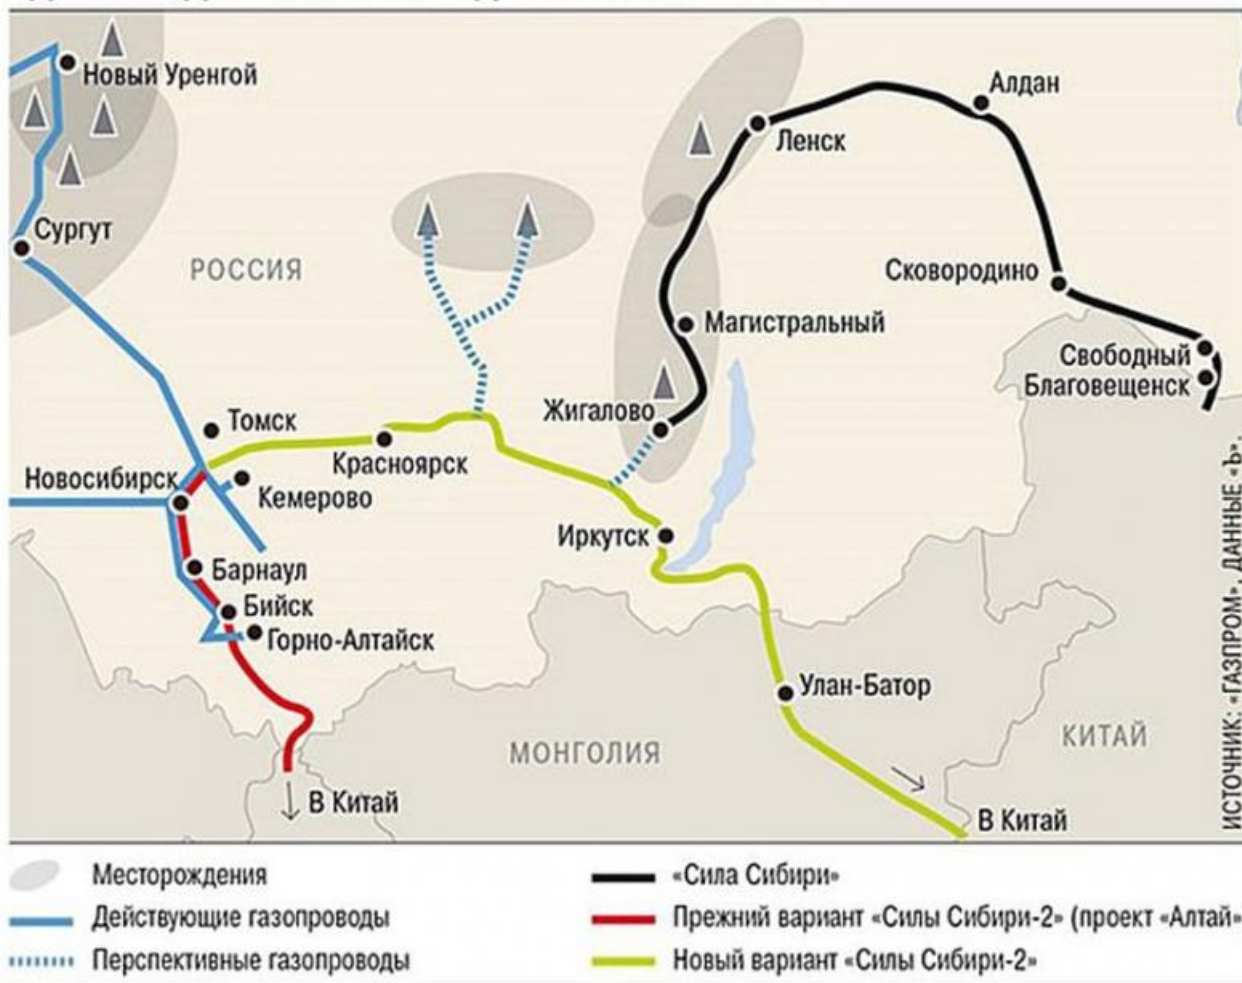 Новый Уренгой
Алдан
Ленск
Сургут
РОССИЯ
Сковородино
Магистральный
Свободный
Благовещенск
Жигалово
Томск
Красноярск
Новосибирск
Кемерово
Иркутск
Барнаул
Бийск
Горно-Алтайск
Улан-Батор
МОНГОЛИЯ
КИТАЙ
В Китай
В Китай
ИСТОЧНИК: «ГАЗПРОМ», ДАННЫЕ «Ъ».
Месторождения
Действующие газопроводы
Перспективные газопроводы
«Сила Сибири»
Прежний вариант «Силы Сибири-2» (проект «Алтай»
Новый вариант «Силы Сибири-2»